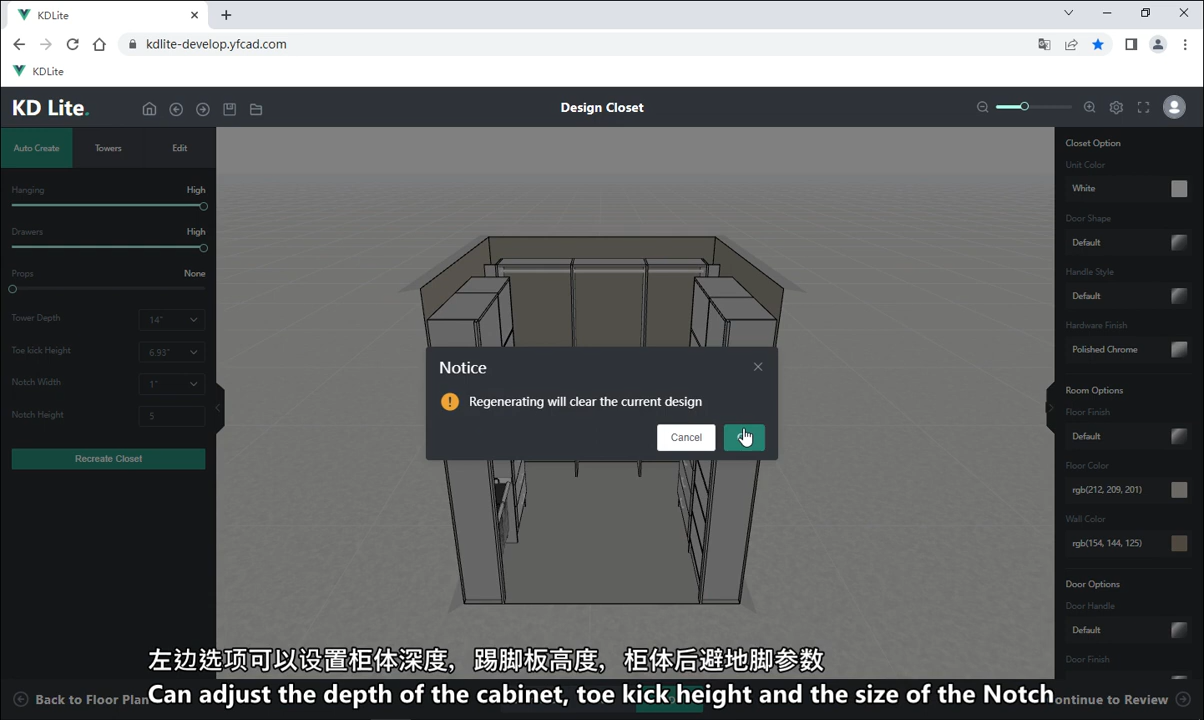 KDLite
kdlite-develop.yfcad.com
KDLite
KD Lite.
Design Closet
Auto Create
Towers
Edit
Hanging
High
Drawers
High
Props
None
Tower Depth
14"
Toe kick Height
6.93"
Notch Width
1"
Notch Height
5
Recreate Closet
Notice
Regenerating will clear the current design
Cancel
Closet Option
Unit Color
White
Door Shape
Default
Handle Style
Default
Hardware Finish
Polished Chrome
Room Options
Floor Finish
Default
Floor Color
rgb(212, 209, 201)
Wall Color
rgb(154, 144, 125)
Door Options
Door Handle
Default
Door Finish
左边选项可以设置柜体深度，踢脚板高度，柜体后避地脚参数
Back to Floor Plan
Can adjust the depth of the cabinet, toe kick height and the size of the Notch
ontinue to Review